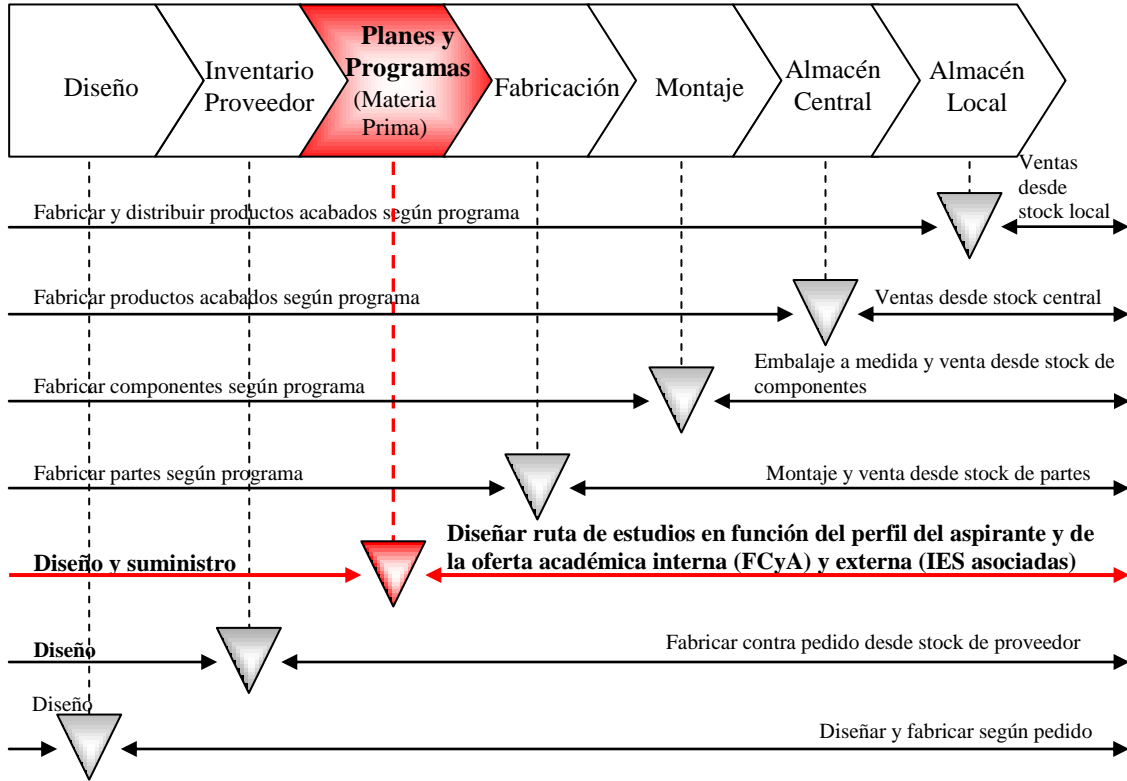 Diseño
Inventario
Proveedor
Planes y
Programas
(Materia
Prima)
Fabricación
Montaje
Almacén
Central
Almacén
Local
Fabricar y distribuir productos acabados según programa
Ventas
desde
stock local
Fabricar productos acabados según programa
Ventas desde stock central
Fabricar componentes según programa
Embalaje a medida y venta desde stock de
componentes
Fabricar partes según programa
Montaje y venta desde stock de partes
Diseño y suministro
Diseñar ruta de estudios en función del perfil del aspirante y de
la oferta académica interna (FCyA) y externa (IES asociadas)
Diseño
Fabricar contra pedido desde stock de proveedor
Diseño
Diseñar y fabricar según pedido